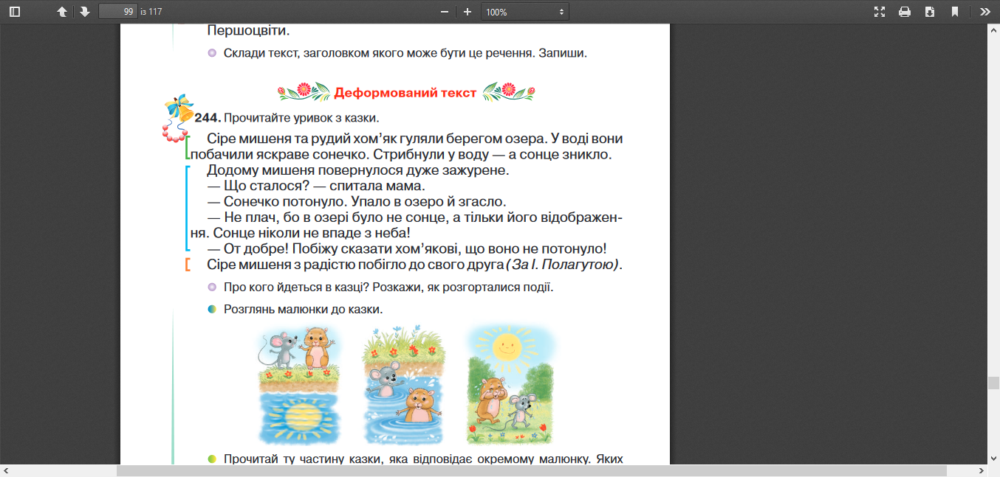 99 із 117
100%
Першоцвіти.
Склади текст, заголовком якого може бути це речення. Запиши.
Деформований текст
244. Прочитайте уривок з казки.
Сіре мишеня та рудий хом’як гуляли берегом озера. У воді вони
побачили яскраве сонечко. Стрибнули у воду — а сонце зникло.
Додому мишеня повернулося дуже зажурене.
— Що сталося? — спитала мама.
— Сонечко потонуло. Упало в озеро й згасло.
— Не плач, бо в озері було не сонце, а тільки його відображен-
ня. Сонце ніколи не впаде з неба!
— От добре! Побіжу сказати хом’якові, що воно не потонуло!
Сіре мишеня з радістю побігло до свого друга (За І. Полагутою).
Про кого йдеться в казці? Розкажи, як розгорталися події.
Розглянь малюнки до казки.
Прочитай ту частину казки, яка відповідає окремому малюнку. Яких